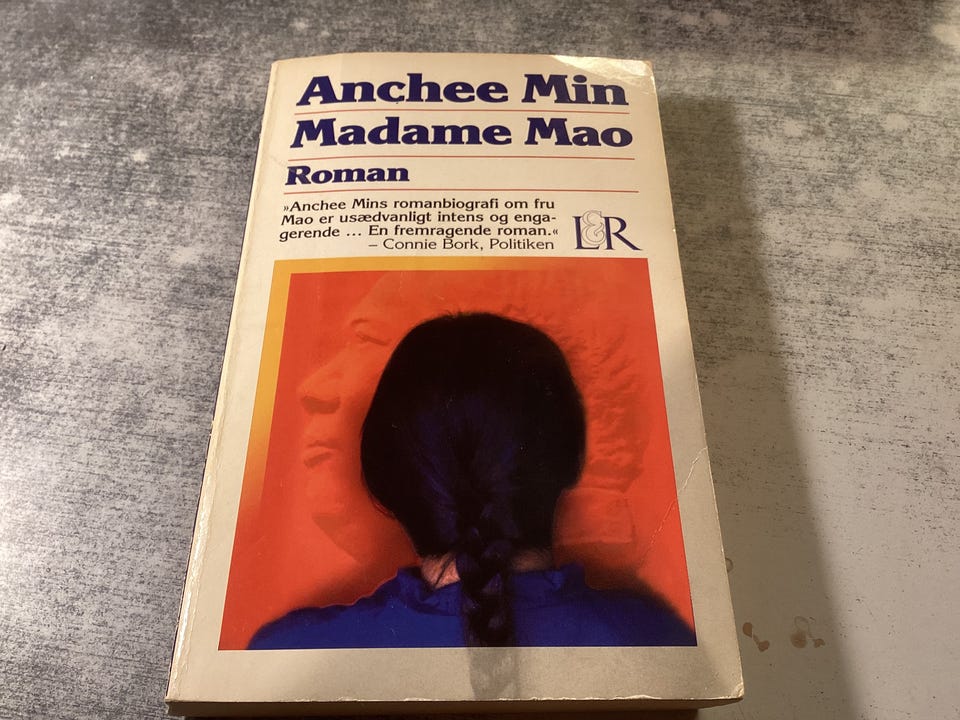 Anchee Min
Madame Mao
Roman
»Anchee Mins romanbiografi om fru
Mao er usædvanligt intens og enga-
gerende ... En fremragende roman.«
– Connie Bork, Politiken
L&R